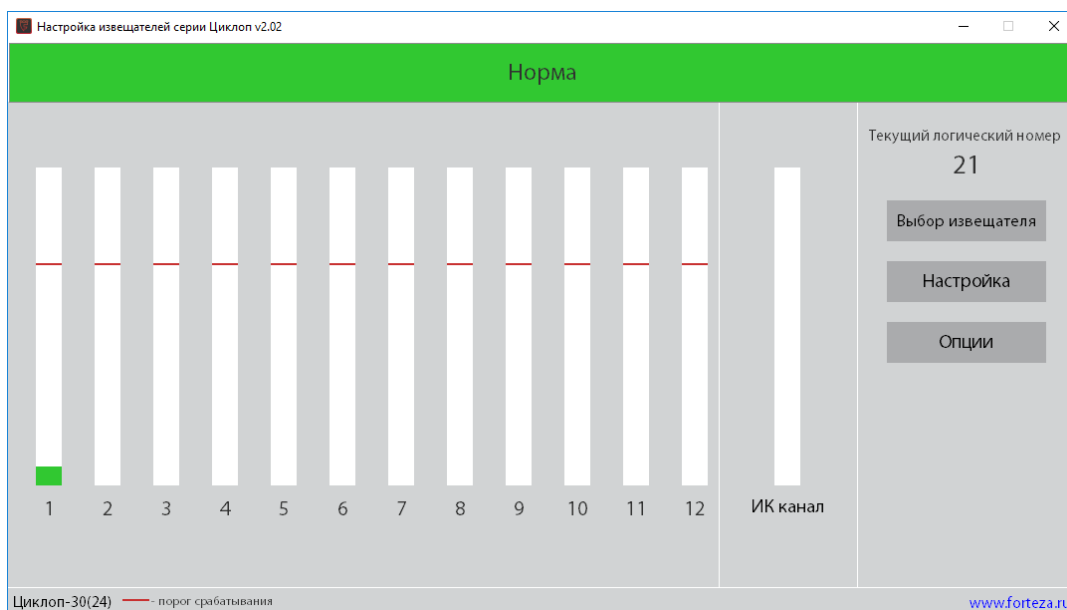 Настройка извещателей серии Циклоп v2.02
Норма
Текущий логический номер
21
Выбор извещателя
Настройка
Опции
1 2 3 4 5 6 7 8 9 10 11 12 ИК канал
Циклоп-30(24) - порог срабатывания www.forteza.ru